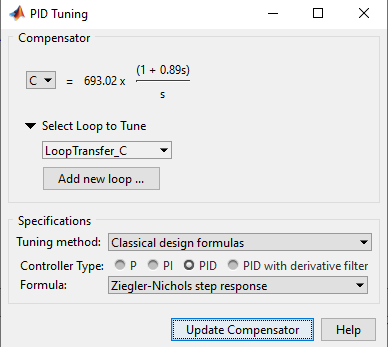 PID Tuning
Compensator
C = 693.02 x (1 + 0.89s)
s
Select Loop to Tune
LoopTransfer_C
Add new loop ...
Specifications
Tuning method: Classical design formulas
Controller Type: P PI PID PID with derivative filter
Formula: Ziegler-Nichols step response
Update Compensator Help